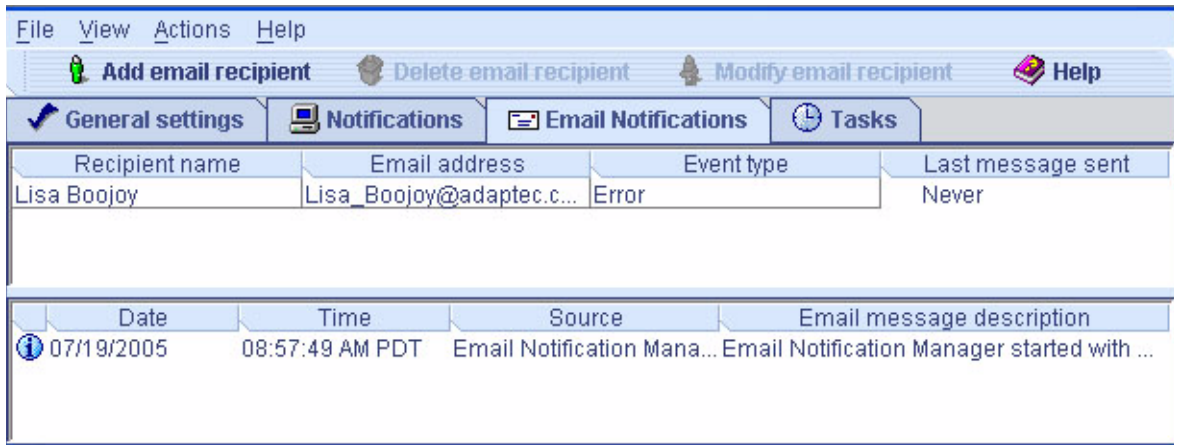 File View Actions Help
Add email recipient Delete email recipient Modify email recipient Help
General settings Notifications Email Notifications Tasks
Recipient name Email address Event type Last message sent
Lisa Boojoy Lisa_Boojoy@adaptec.c... Error Never
Date Time Source Email message description
07/19/2005 08:57:49 AM PDT Email Notification Mana... Email Notification Manager started with ...